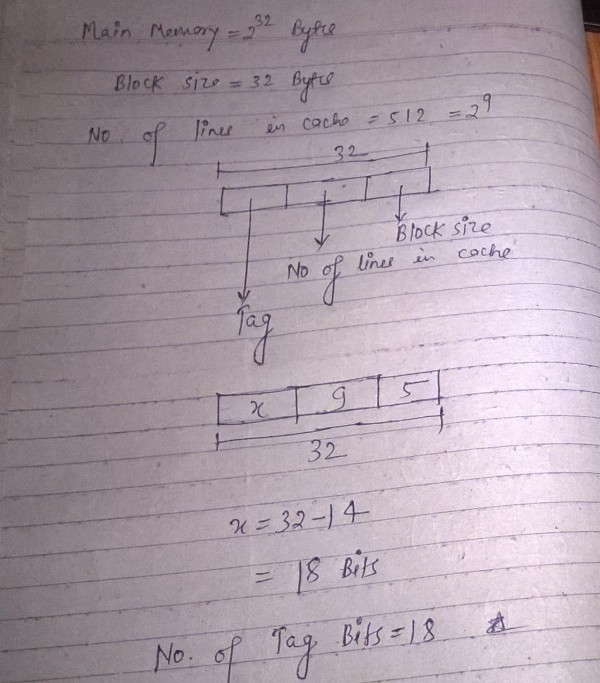 Main Memory = 2^32 Byte
Block size = 32 Byte
No. of lines in cache = 512 = 2^9
32
Block size
No of lines in cache
Tag
x 9 5
32
x = 32-14
= 18 Bits
No. of Tag Bits = 18